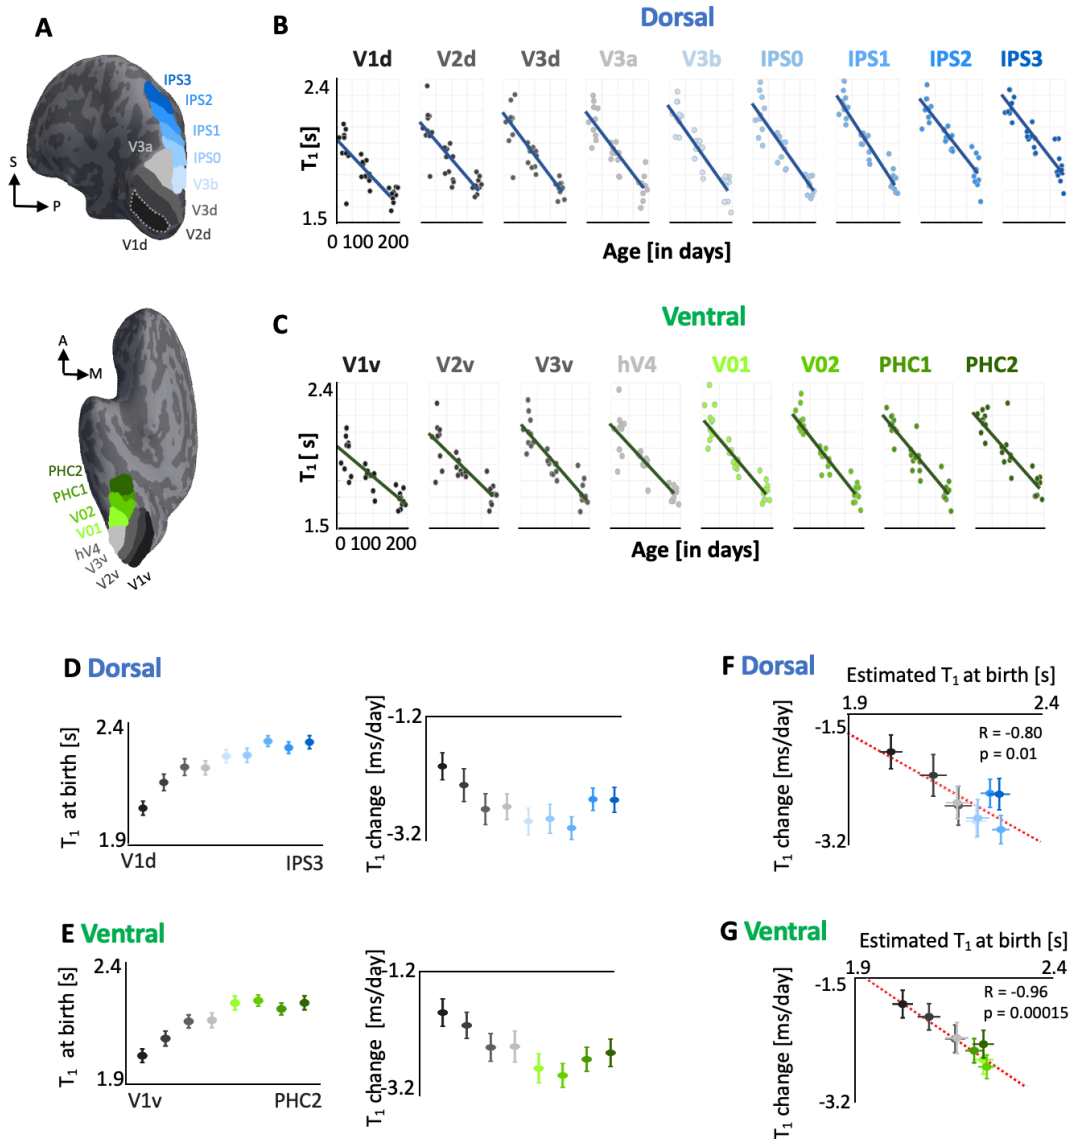 A
IPS3
IPS2
IPS1
V3a
IPS0
V3b
V3d
V2d
V1d
S
P
B
Dorsal
V1d V2d V3d V3a V3b IPS0 IPS1 IPS2 IPS3
2.4
T1 [s]
1.5
0 100 200
Age [in days]
A
M
PHC2
PHC1
V02
V01
hV4
V3v
V2v
V1v
C
Ventral
V1v V2v V3v hV4 V01 V02 PHC1 PHC2
2.4
T1 [s]
1.5
0 100 200
Age [in days]
D Dorsal
2.4
T1 at birth [s]
1.9
V1d IPS3
-1.2
T1 change [ms/day]
-3.2
E Ventral
2.4
T1 at birth [s]
1.9
V1v PHC2
-1.2
T1 change [ms/day]
-3.2
F Dorsal
Estimated T1 at birth [s]
1.9 2.4
-1.5
T1 change [ms/day]
-3.2
R = -0.80
p = 0.01
G Ventral
Estimated T1 at birth [s]
1.9 2.4
-1.5
T1 change [ms/day]
-3.2
R = -0.96
p = 0.00015